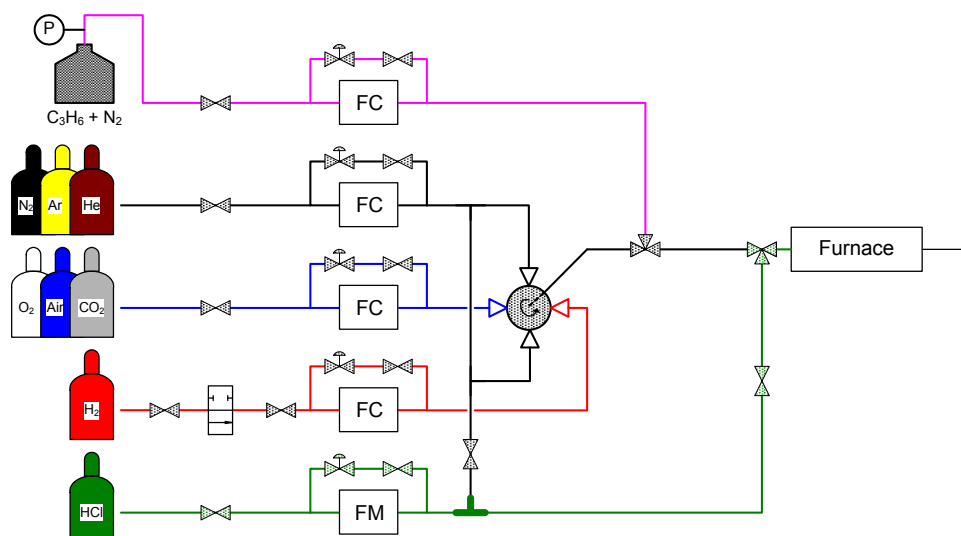 P
FC
C₃H₆ + N₂
N₂ Ar He
FC
Furnace
O₂ Air CO₂
FC
H₂
FC
HCl
FM